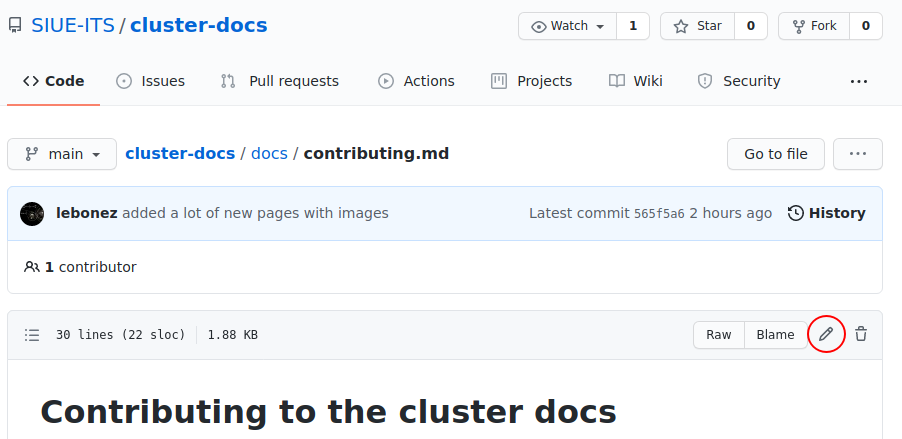 SIUE-ITS / cluster-docs Watch 1 Star 0 Fork 0
Code Issues Pull requests Actions Projects Wiki Security ...
main cluster-docs / docs / contributing.md Go to file ...
lebonez added a lot of new pages with images Latest commit 565f5a6 2 hours ago History
1 contributor
30 lines (22 sloc) 1.88 KB Raw Blame
Contributing to the cluster docs